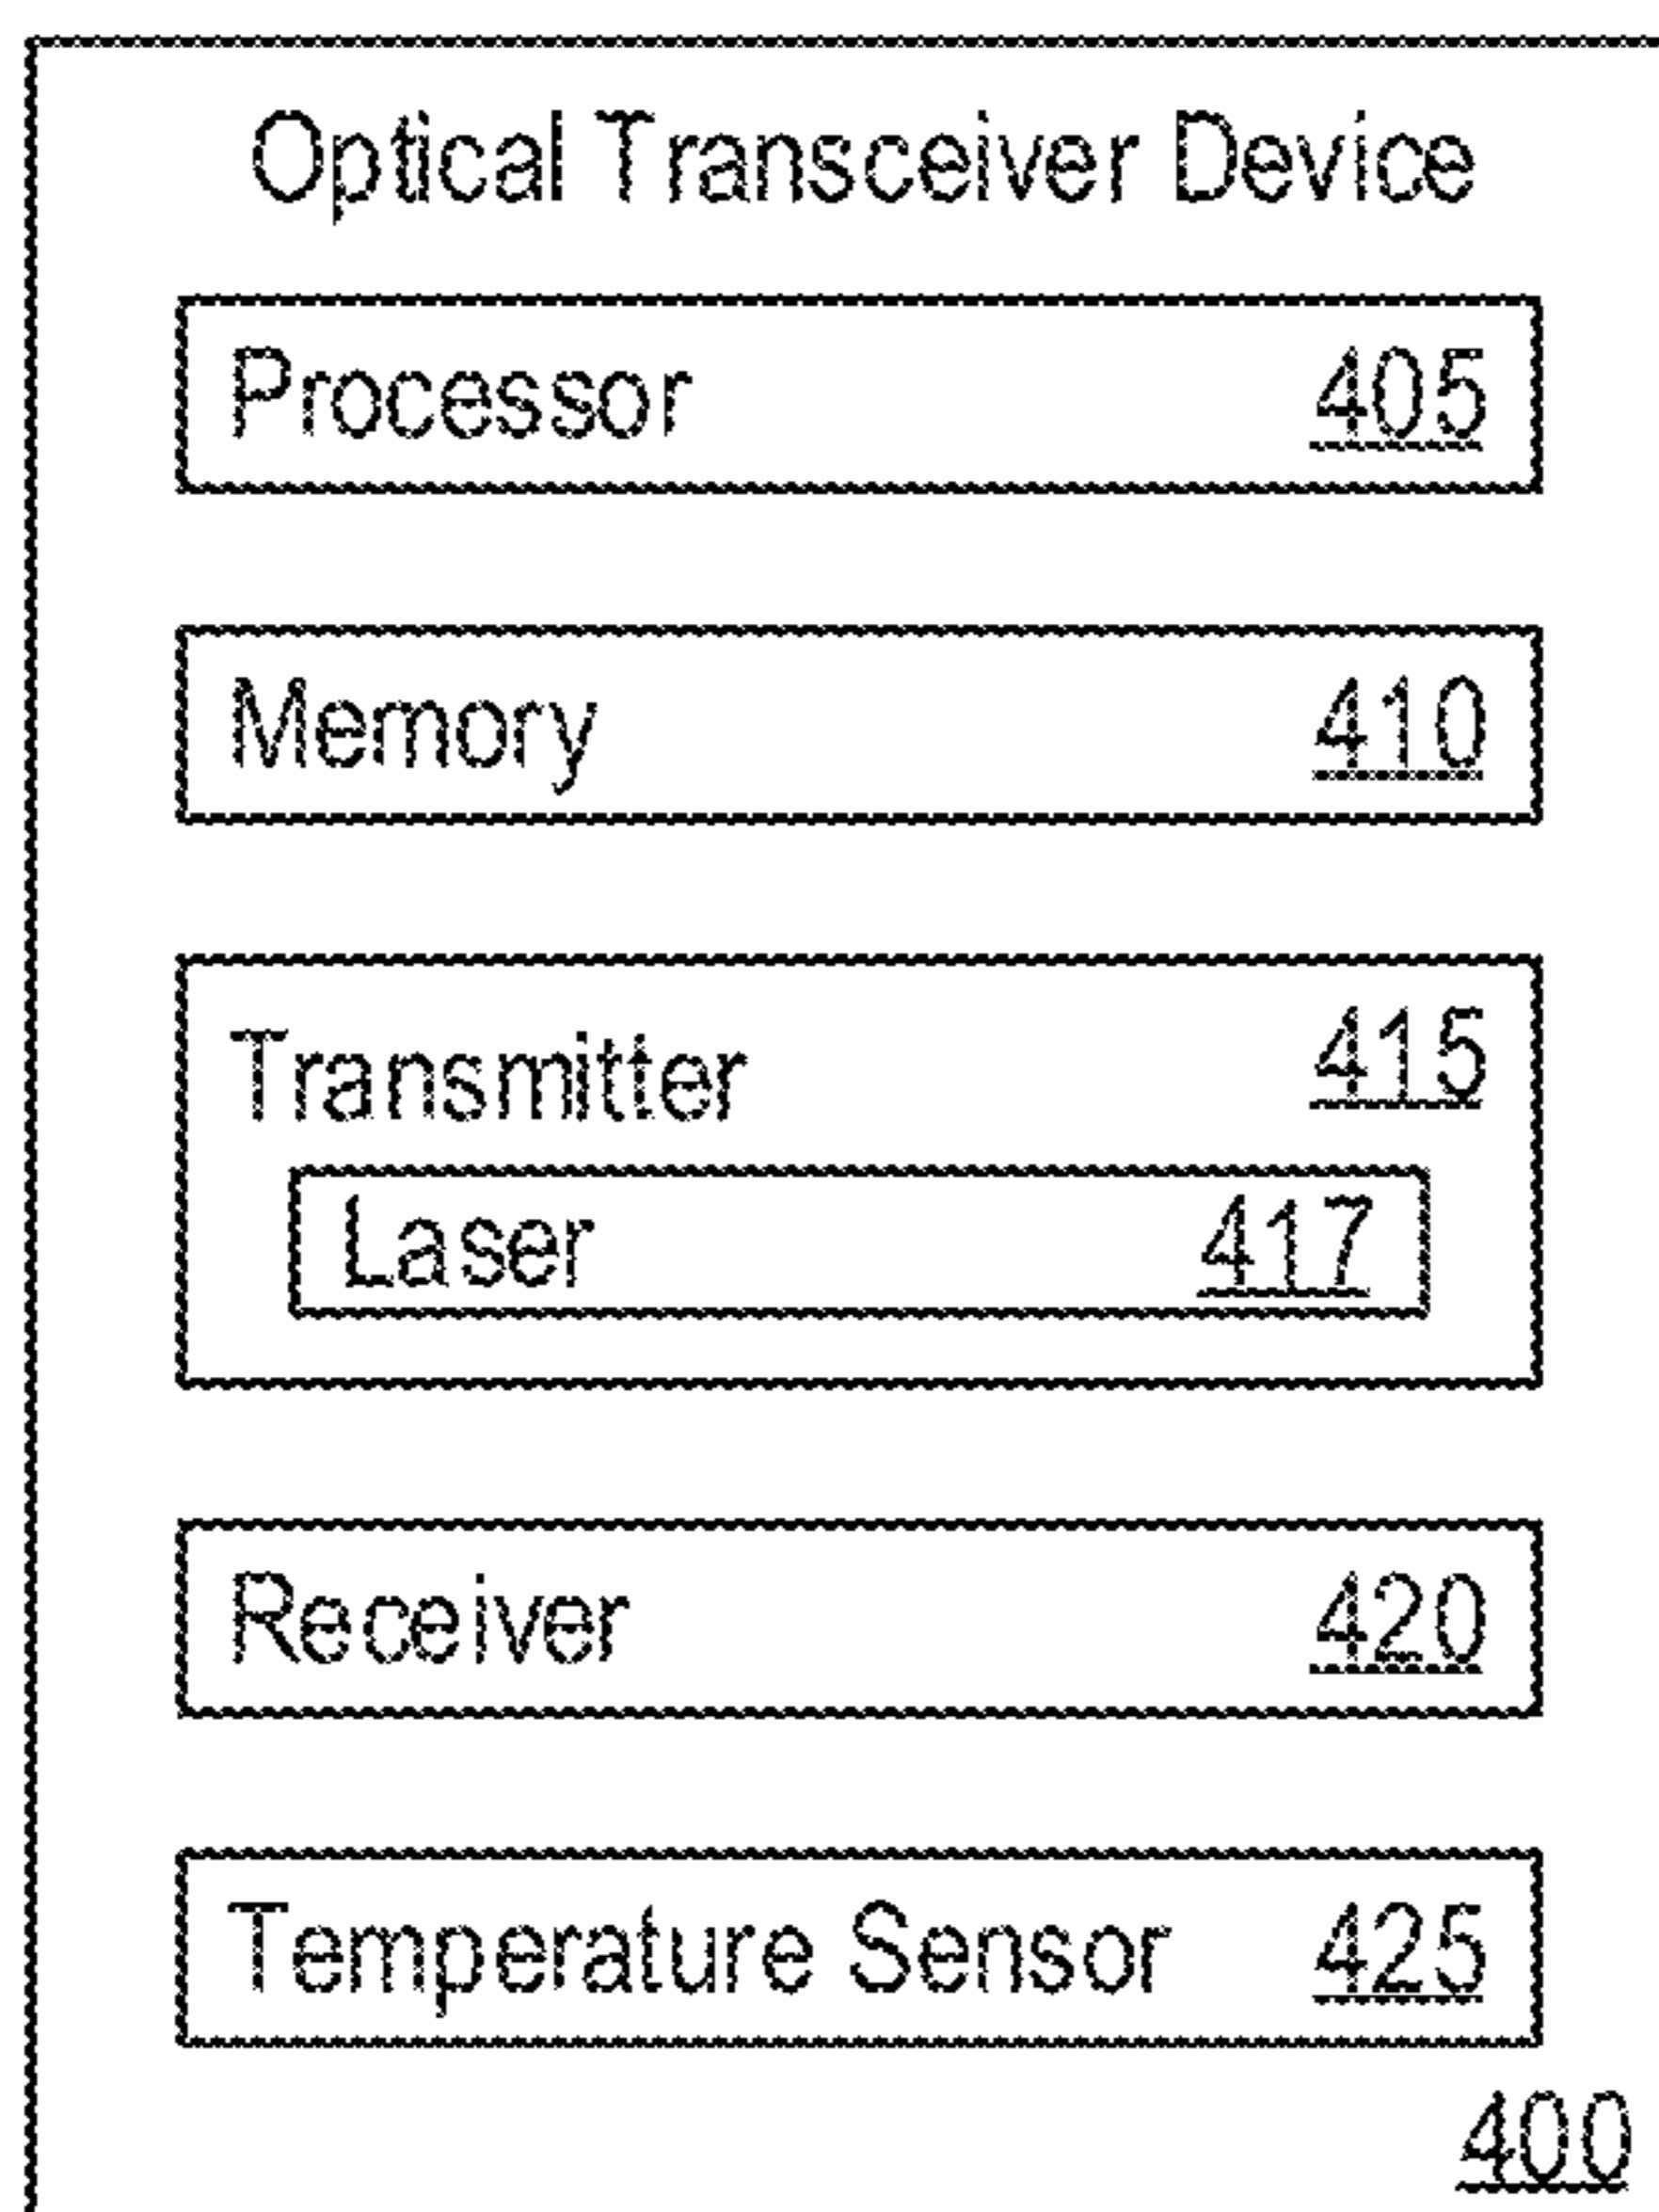 Optical Transceiver Device
Processor 405
Memory 410
Transmitter 415
Laser 417
Receiver 420
Temperature Sensor 425
400